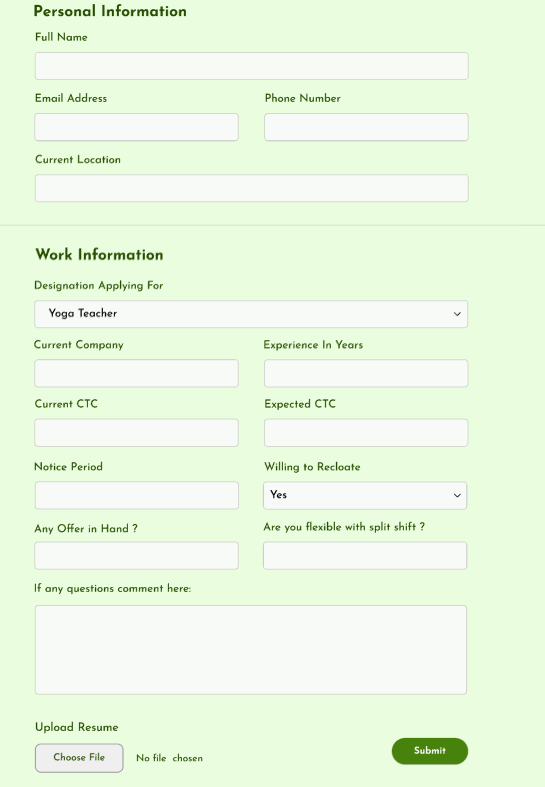 Personal Information
Full Name
Email Address Phone Number
Current Location
Work Information
Designation Applying For
Yoga Teacher
Current Company Experience In Years
Current CTC Expected CTC
Notice Period Willing to Recloate
Yes
Any Offer in Hand ? Are you flexible with split shift ?
If any questions comment here:
Upload Resume
Choose File No file chosen Submit